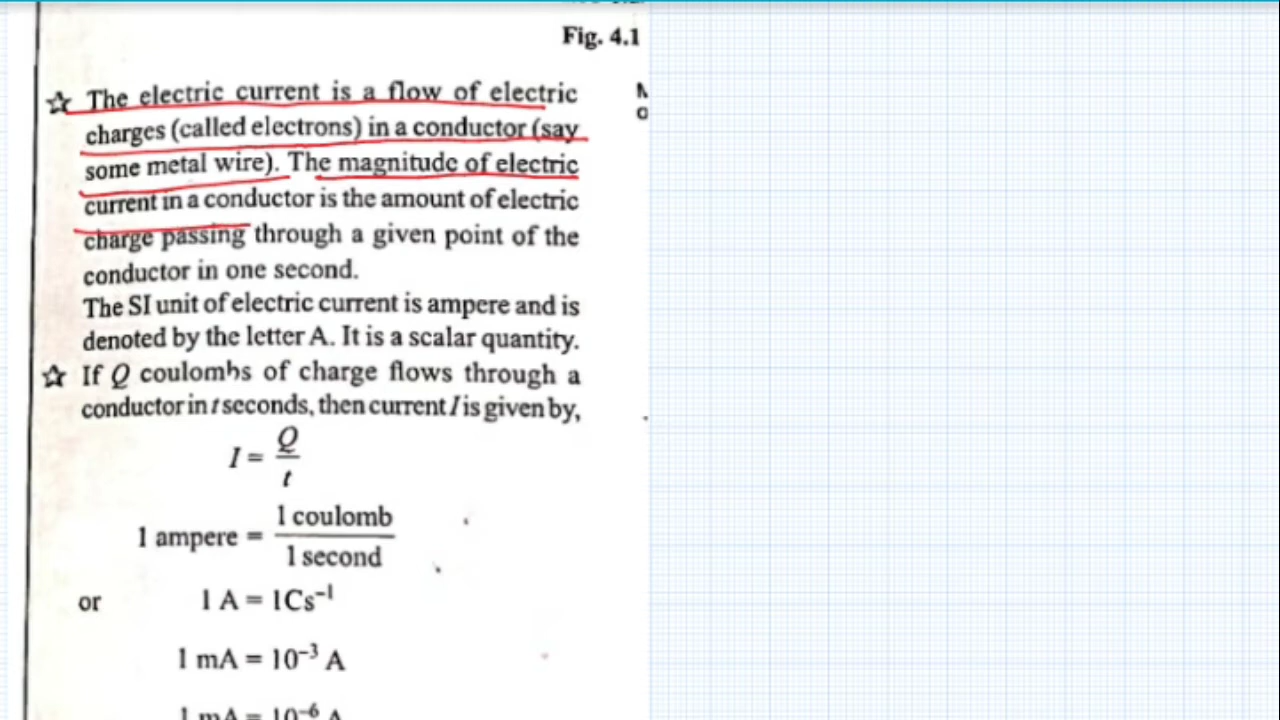 Fig. 4.1
☆ The electric current is a flow of electric
charges (called electrons) in a conductor (say
some metal wire). The magnitude of electric
current in a conductor is the amount of electric
charge passing through a given point of the
conductor in one second.
The SI unit of electric current is ampere and is
denoted by the letter A. It is a scalar quantity.
☆ If Q coulombs of charge flows through a
conductor in t seconds, then current I is given by,
I = Q/t
1 ampere = 1 coulomb/1 second
or 1 A = 1Cs⁻¹
1 mA = 10⁻³ A
1 mA = 10⁻⁶ A